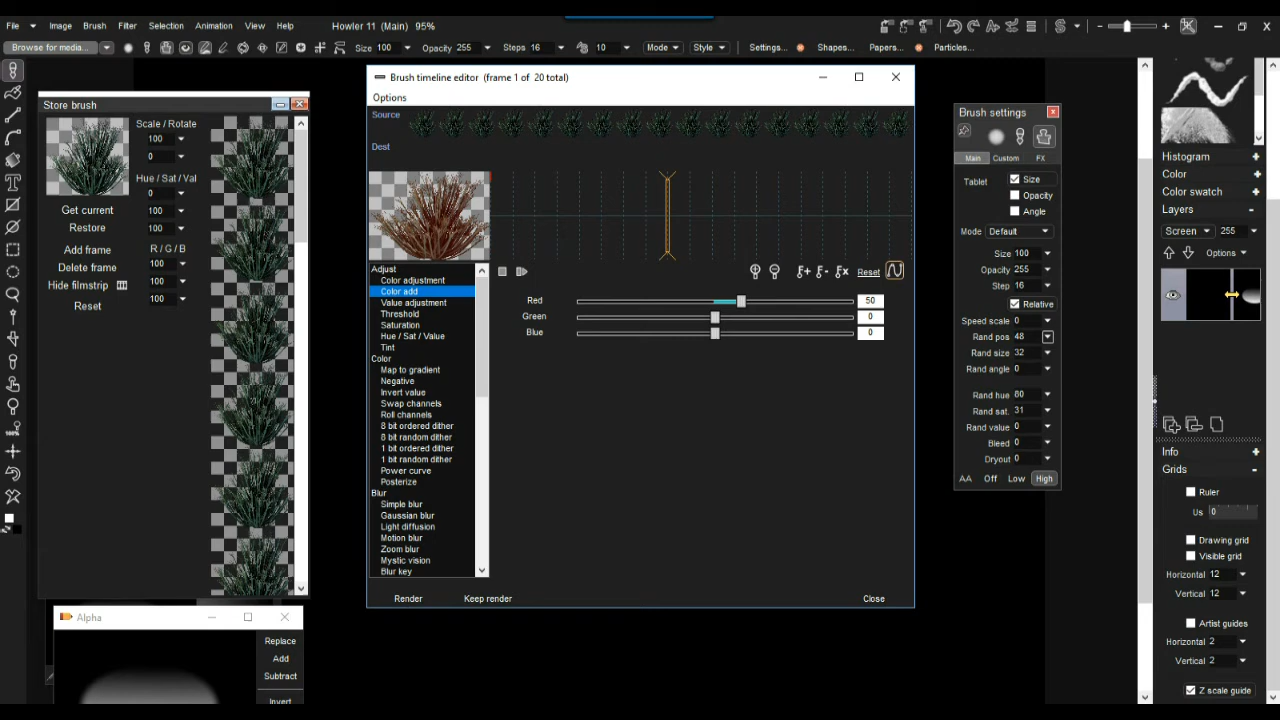 File Image Brush Filter Selection Animation View Help Howler 11 (Main) 95%
Browse for media... Size 100 Opacity 255 Steps 16 10 Mode Style Settings... Shapes... Papers... Particles...
Store brush
Scale / Rotate
100
0
Hue / Sat / Val
0
Get current 100
Restore 100
Add frame R / G / B
Delete frame 100
Hide filmstrip 100
Reset 100
Alpha
Replace
Add
Subtract
Invert
Brush timeline editor (frame 1 of 20 total)
Options
Source
Dest
Adjust
Color adjustment
Color add
Value adjustment
Threshold
Saturation
Hue / Sat / Value
Tint
Color
Map to gradient
Negative
Invert value
Swap channels
Roll channels
8 bit ordered dither
8 bit random dither
1 bit ordered dither
1 bit random dither
Power curve
Posterize
Blur
Simple blur
Gaussian blur
Light diffusion
Motion blur
Zoom blur
Mystic vision
Blur key
Reset
Red 50
Green 0
Blue 0
Render Keep render Close
Brush settings
Main Custom FX
Tablet Size
Opacity
Angle
Mode Default
Size 100
Opacity 255
Step 16
Relative
Speed scale 0
Rand pos 48
Rand size 32
Rand angle 0
Rand hue 80
Rand sat. 31
Rand value 0
Bleed 0
Dryout 0
AA Off Low High
Histogram +
Color +
Color swatch +
Layers -
Screen 255
Options
Info +
Grids -
Ruler
Us 0
Drawing grid
Visible grid
Horizontal 12
Vertical 12
Artist guides
Horizontal 2
Vertical 2
Z scale guide